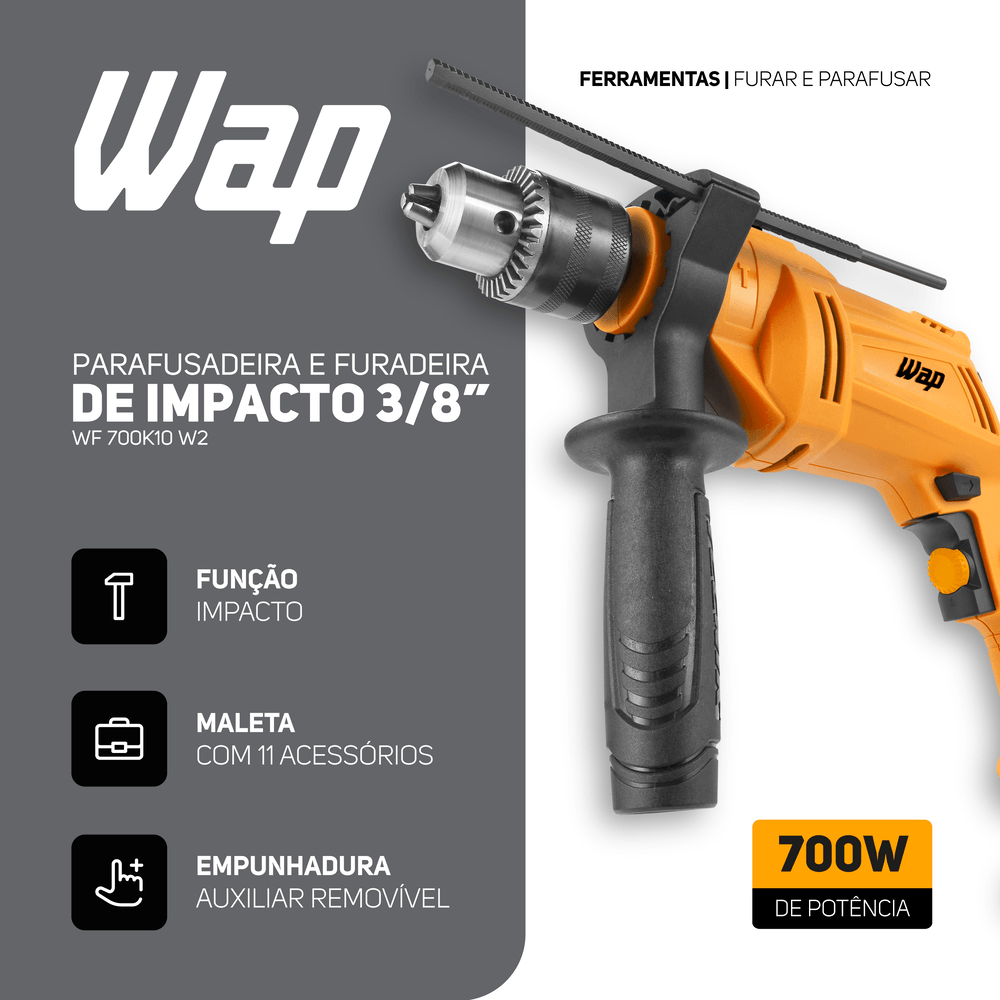 Wap
FERRAMENTAS | FURAR E PARAFUSAR
PARAFUSADEIRA E FURADEIRA
DE IMPACTO 3/8”
WF 700K10 W2
FUNÇÃO
IMPACTO
MALETA
COM 11 ACESSÓRIOS
EMPUNHADURA
AUXILIAR REMOVÍVEL
Wap
700W
DE POTÊNCIA